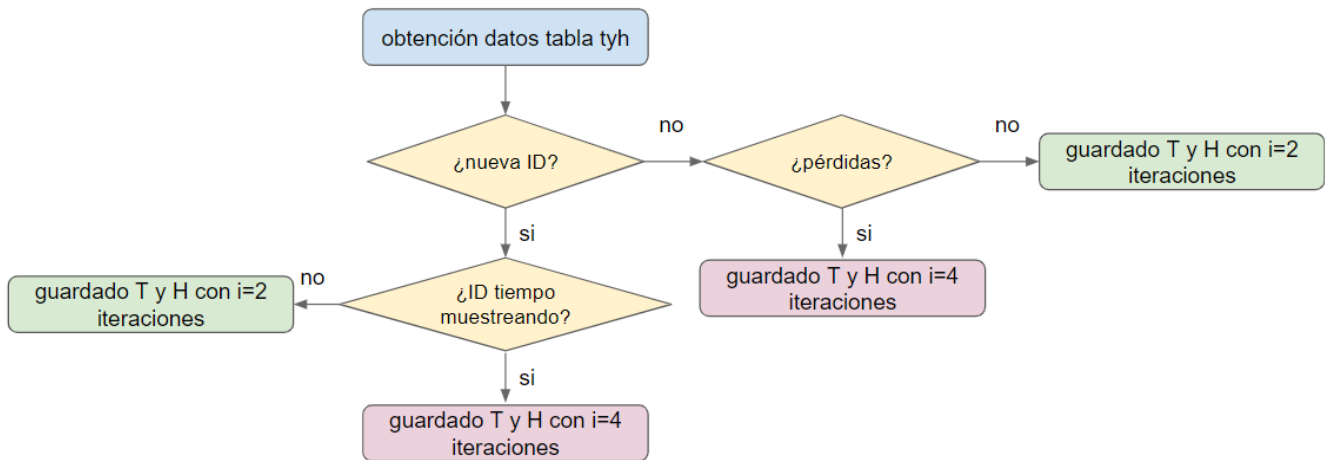 obtención datos tabla tyh
¿nueva ID?
no
¿pérdidas?
no
guardado T y H con i=2
iteraciones
si
si
guardado T y H con i=2
iteraciones
no
¿ID tiempo
muestreando?
guardado T y H con i=4
iteraciones
si
guardado T y H con i=4
iteraciones